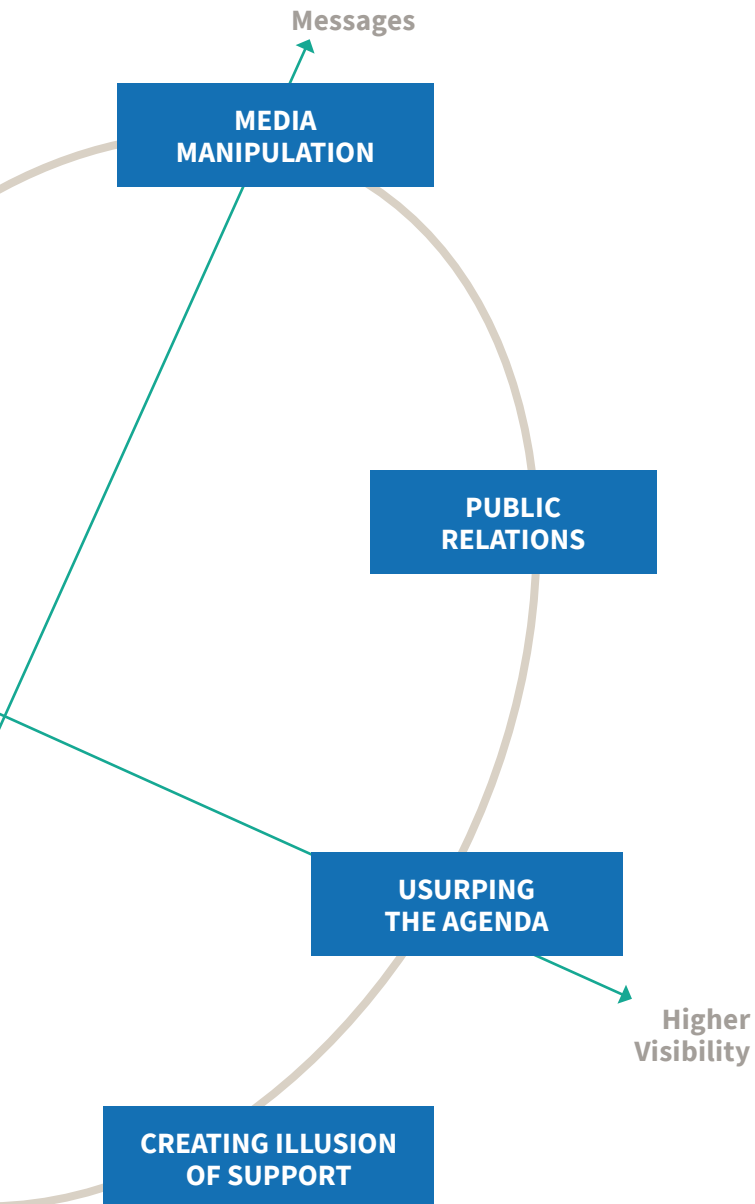 Messages
MEDIA
MANIPULATION
PUBLIC
RELATIONS
USURPING
THE AGENDA
Higher
Visibility
CREATING ILLUSION
OF SUPPORT